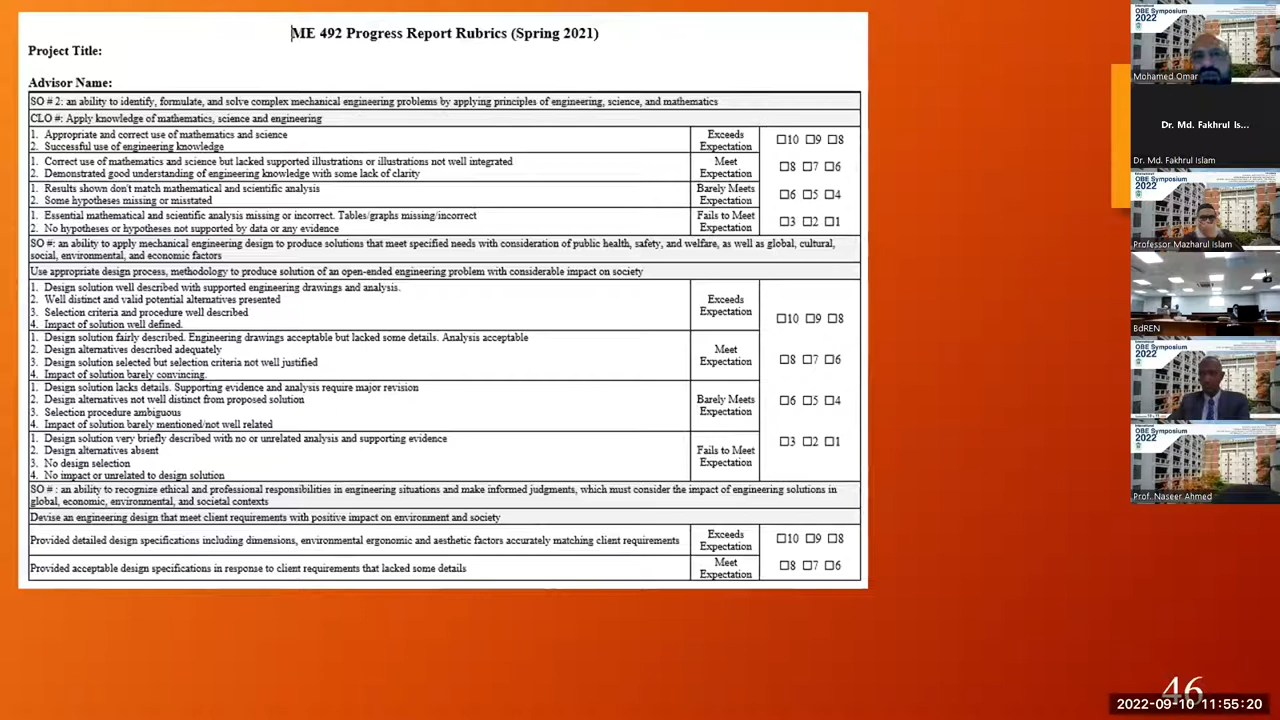 ME 492 Progress Report Rubrics (Spring 2021)
Project Title:
Advisor Name:
SO # 2: an ability to identify, formulate, and solve complex mechanical engineering problems by applying principles of engineering, science, and mathematics
CLO #: Apply knowledge of mathematics, science and engineering
1. Appropriate and correct use of mathematics and science
2. Successful use of engineering knowledge
Exceeds
Expectation
☐10 ☐9 ☐8
1. Correct use of mathematics and science but lacked supported illustrations or illustrations not well integrated
2. Demonstrated good understanding of engineering knowledge with some lack of clarity
Meet
Expectation
☐8 ☐7 ☐6
1. Results shown don't match mathematical and scientific analysis
2. Some hypotheses missing or misstated
Barely Meets
Expectation
☐6 ☐5 ☐4
1. Essential mathematical and scientific analysis missing or incorrect. Tables/graphs missing/incorrect
2. No hypotheses or hypotheses not supported by data or any evidence
Fails to Meet
Expectation
☐3 ☐2 ☐1
SO #: an ability to apply mechanical engineering design to produce solutions that meet specified needs with consideration of public health, safety, and welfare, as well as global, cultural,
social, environmental, and economic factors
Use appropriate design process, methodology to produce solution of an open-ended engineering problem with considerable impact on society
1. Design solution well described with supported engineering drawings and analysis.
2. Well distinct and valid potential alternatives presented
3. Selection criteria and procedure well described
4. Impact of solution well defined.
Exceeds
Expectation
☐10 ☐9 ☐8
1. Design solution fairly described. Engineering drawings acceptable but lacked some details. Analysis acceptable
2. Design alternatives described adequately
3. Design solution selected but selection criteria not well justified
4. Impact of solution barely convincing.
Meet
Expectation
☐8 ☐7 ☐6
1. Design solution lacks details. Supporting evidence and analysis require major revision
2. Design alternatives not well distinct from proposed solution
3. Selection procedure ambiguous
4. Impact of solution barely mentioned/not well related
Barely Meets
Expectation
☐6 ☐5 ☐4
1. Design solution very briefly described with no or unrelated analysis and supporting evidence
2. Design alternatives absent
3. No design selection
4. No impact or unrelated to design solution
Fails to Meet
Expectation
☐3 ☐2 ☐1
SO # : an ability to recognize ethical and professional responsibilities in engineering situations and make informed judgments, which must consider the impact of engineering solutions in
global, economic, environmental, and societal contexts
Devise an engineering design that meet client requirements with positive impact on environment and society
Provided detailed design specifications including dimensions, environmental ergonomic and aesthetic factors accurately matching client requirements
Exceeds
Expectation
☐10 ☐9 ☐8
Provided acceptable design specifications in response to client requirements that lacked some details
Meet
Expectation
☐8 ☐7 ☐6
46
OBE Symposium
2022
Mohamed Omar
Dr. Md. Fakhrul Is...
Dr. Md. Fakhrul Islam
OBE Symposium
2022
Professor Mazharul Islam
BdREN
OBE Symposium
2022
OBE Symposium
2022
Prof. Naseer Ahmed
2022-09-10 11:55:20